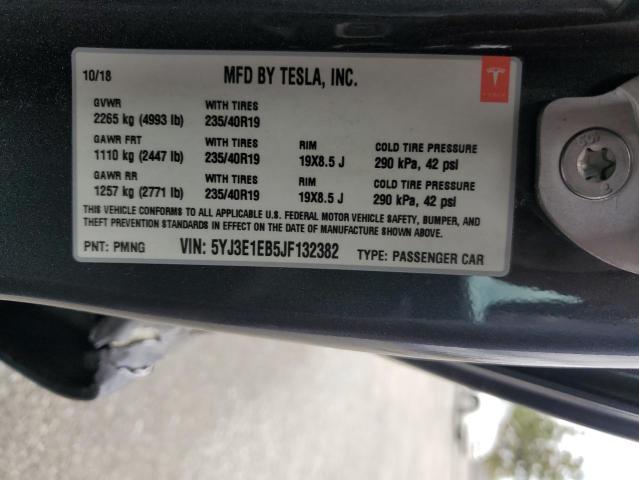 10/18 MFD BY TESLA, INC.
TESLA
GVWR WITH TIRES
2265 kg (4993 lb) 235/40R19
GAWR FRT WITH TIRES RIM COLD TIRE PRESSURE
1110 kg (2447 lb) 235/40R19 19X8.5 J 290 kPa, 42 psi
GAWR RR WITH TIRES RIM COLD TIRE PRESSURE
1257 kg (2771 lb) 235/40R19 19X8.5 J 290 kPa, 42 psi
THIS VEHICLE CONFORMS TO ALL APPLICABLE U.S. FEDERAL MOTOR VEHICLE SAFETY, BUMPER, AND
THEFT PREVENTION STANDARDS IN EFFECT ON THE DATE OF MANUFACTURE SHOWN ABOVE.
PNT: PMNG VIN: 5YJ3E1EB5JF132382 TYPE: PASSENGER CAR